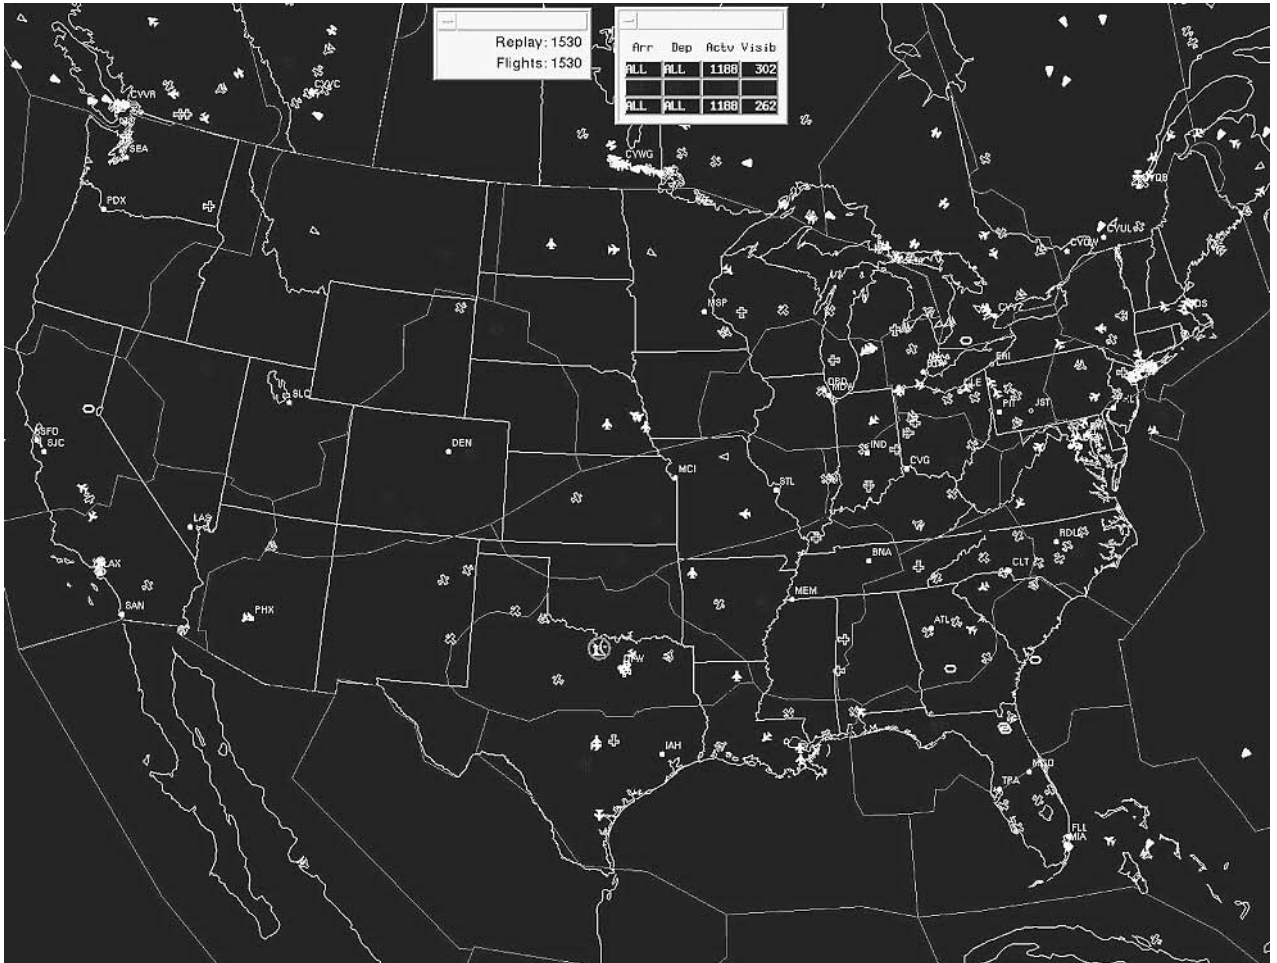 Replay: 1530
Flights: 1530
Arr Dep Actv Visib
ALL ALL 1188 302
ALL ALL 1188 262
CYVR
CYYC
SEA
PDX
CYWG
CYQB
CYUL
CYOW
MSP
ERI
CLE
MDW
PIT
JST
SLC
SFO
SJC
DEN
IND
CVG
MCI
STL
LAS
RDU
BNA
CLT
LAX
MEM
SAN
PHX
ATL
IAH
MCO
TPA
FLL
MIA